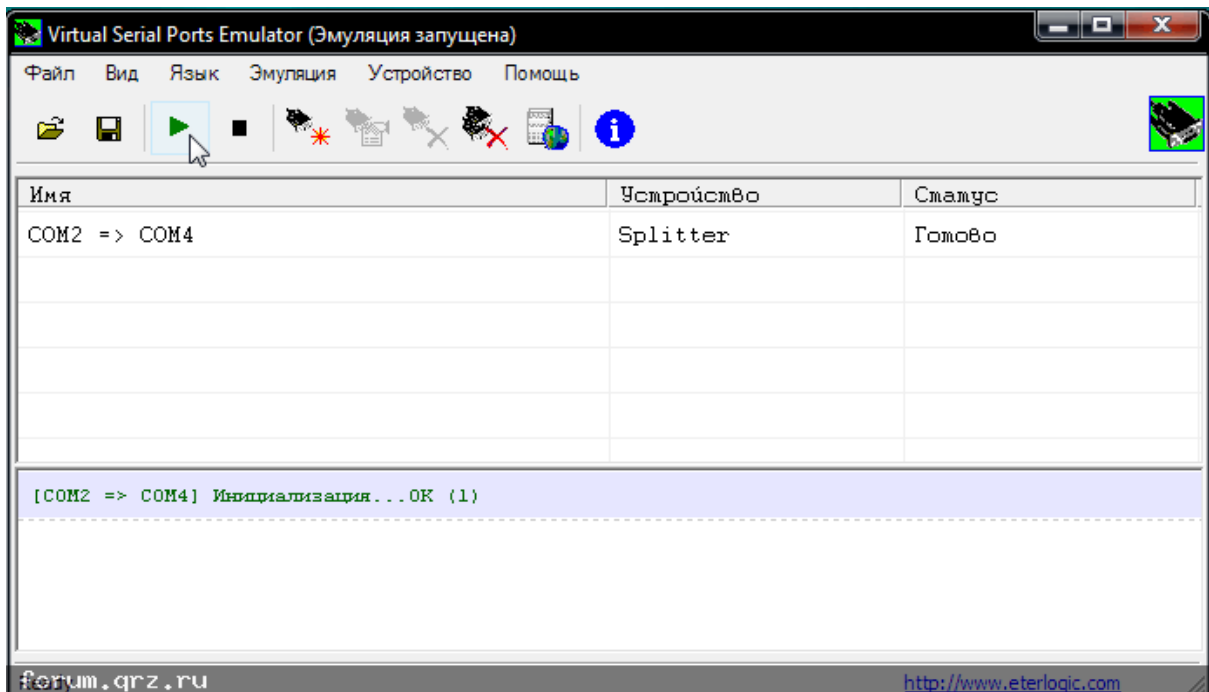 Virtual Serial Ports Emulator (Эмуляция запущена)
Файл Вид Язык Эмуляция Устройство Помощь
Имя Устройство Статус
COM2 => COM4 Splitter Готово
[COM2 => COM4] Инициализация...OK (1)
forum.qrz.ru http://www.eterlogic.com